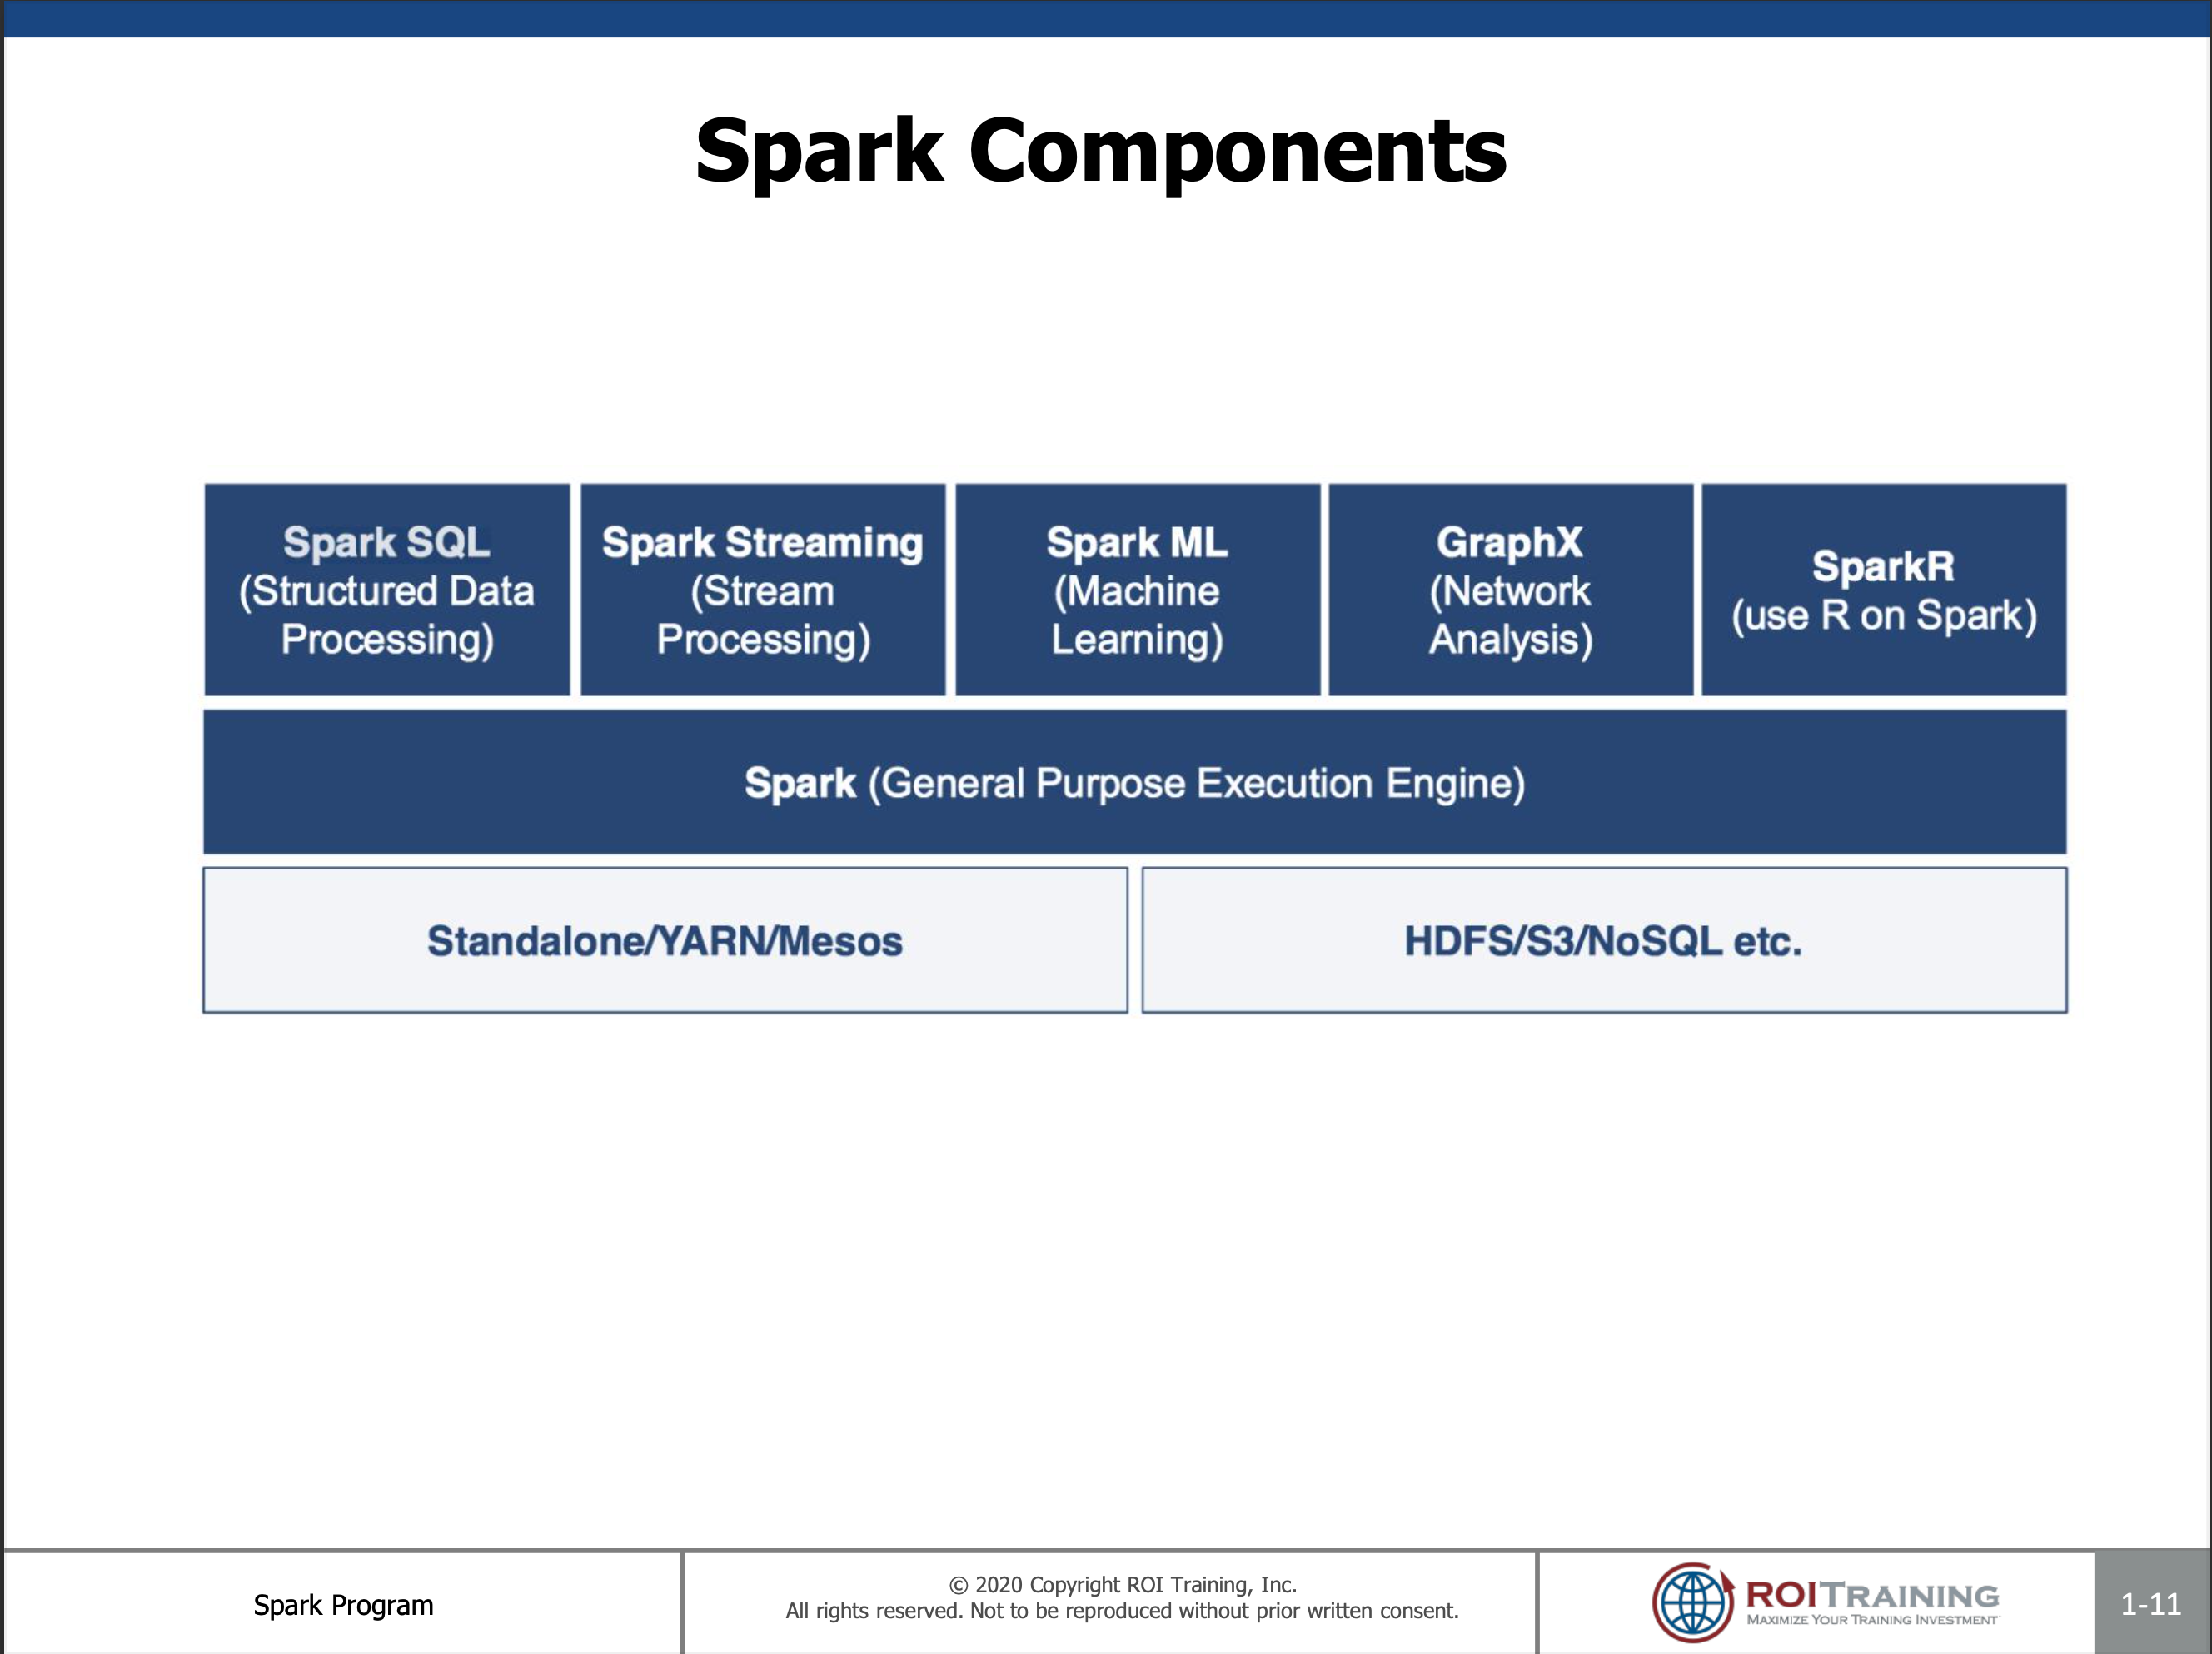 Spark Components
Spark SQL
(Structured Data
Processing)
Spark Streaming
(Stream
Processing)
Spark ML
(Machine
Learning)
GraphX
(Network
Analysis)
SparkR
(use R on Spark)
Spark (General Purpose Execution Engine)
Standalone/YARN/Mesos
HDFS/S3/NoSQL etc.
Spark Program
© 2020 Copyright ROI Training, Inc.
All rights reserved. Not to be reproduced without prior written consent.
ROITRAINING
MAXIMIZE YOUR TRAINING INVESTMENT
1-11